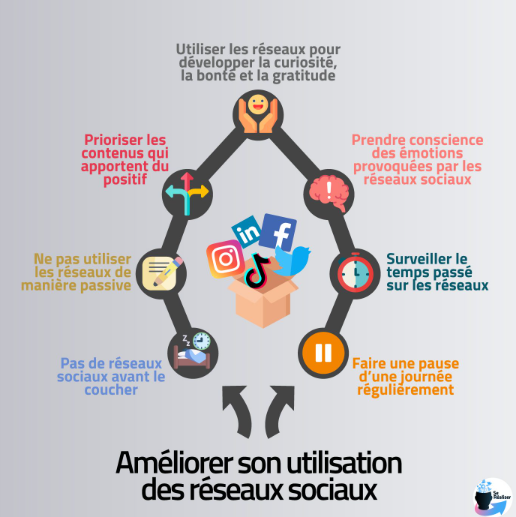 Utiliser les réseaux pour
développer la curiosité,
la bonté et la gratitude
Prioriser les
contenus qui
apportent du
positif
Prendre conscience
des émotions
provoquées par les
réseaux sociaux
Ne pas utiliser
les réseaux de
manière passive
Surveiller le
temps passé
sur les réseaux
Pas de réseaux
sociaux avant le
coucher
Faire une pause
d'une journée
régulièrement
Améliorer son utilisation
des réseaux sociaux
Se
Réaliser